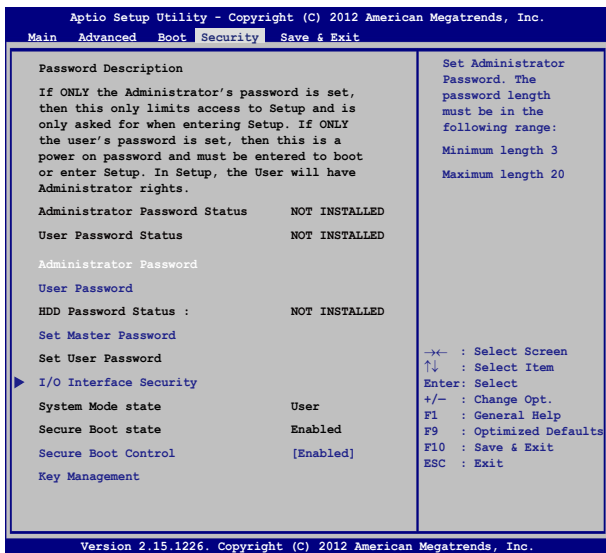 Aptio Setup Utility - Copyright (C) 2012 American Megatrends, Inc.
Main Advanced Boot Security Save & Exit
Password Description
If ONLY the Administrator's password is set,
then this only limits access to Setup and is
only asked for when entering Setup. If ONLY
the user's password is set, then this is a
power on password and must be entered to boot
or enter Setup. In Setup, the User will have
Administrator rights.
Administrator Password Status NOT INSTALLED
User Password Status NOT INSTALLED
Administrator Password
User Password
HDD Password Status : NOT INSTALLED
Set Master Password
Set User Password
I/O Interface Security
System Mode state User
Secure Boot state Enabled
Secure Boot Control [Enabled]
Key Management
Set Administrator
Password. The
password length
must be in the
following range:
Minimum length 3
Maximum length 20
→← : Select Screen
↑↓ : Select Item
Enter: Select
+/— : Change Opt.
F1 : General Help
F9 : Optimized Defaults
F10 : Save & Exit
ESC : Exit
Version 2.15.1226. Copyright (C) 2012 American Megatrends, Inc.